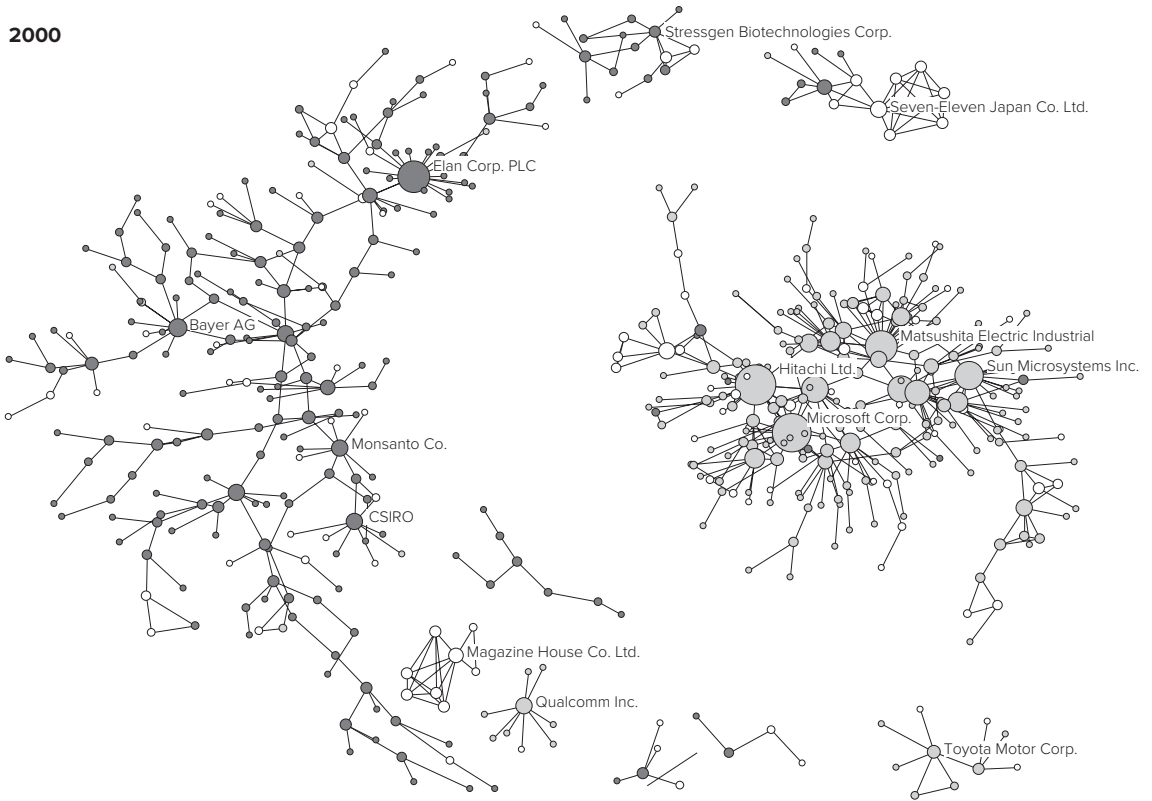 2000
Stressgen Biotechnologies Corp.
Seven-Eleven Japan Co. Ltd.
Elan Corp. PLC
Bayer AG
Matsushita Electric Industrial
Hitachi Ltd.
Sun Microsystems Inc.
Microsoft Corp.
Monsanto Co.
CSIRO
Magazine House Co. Ltd.
Qualcomm Inc.
Toyota Motor Corp.